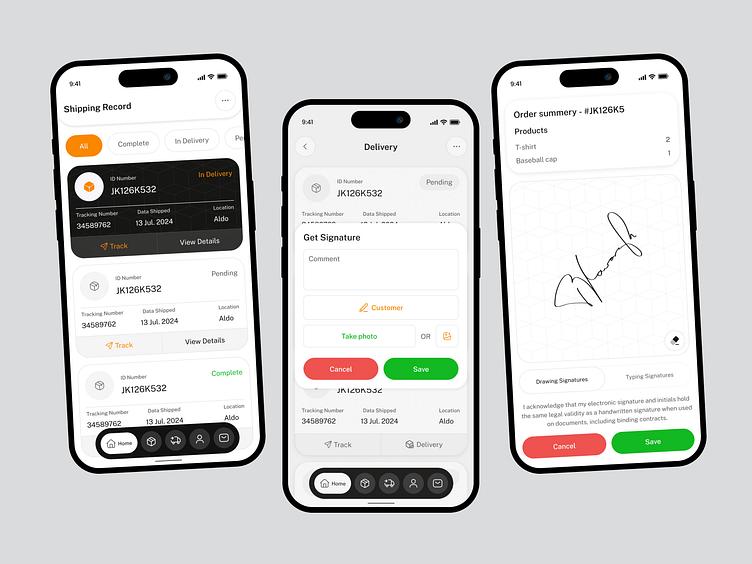 9:41
Shipping Record
All Complete In Delivery Pe
ID Number In Delivery
JK126K532
Tracking Number Data Shipped Location
34589762 13 Jul. 2024 Aldo
Track View Details
ID Number Pending
JK126K532
Tracking Number Data Shipped Location
34589762 13 Jul. 2024 Aldo
Track View Details
ID Number Complete
JK126K532
Tracking Number Data Shipped Location
34589762 13 Jul. 2024 Aldo
Home
9:41
Delivery
ID Number Pending
JK126K532
Tracking Number Data Shipped Location
Get Signature
Comment
Customer
Take photo OR
Cancel Save
JK126K532
Tracking Number Data Shipped Location
34589762 13 Jul. 2024 Aldo
Track Delivery
Home
9:41
Order summery - #JK126K5
Products
T-shirt 2
Baseball cap 1
Drawing Signatures Typing Signatures
I acknowledge that my electronic signature and initials hold
the same legal validity as a handwritten signature when used
on documents, including binding contracts.
Cancel Save